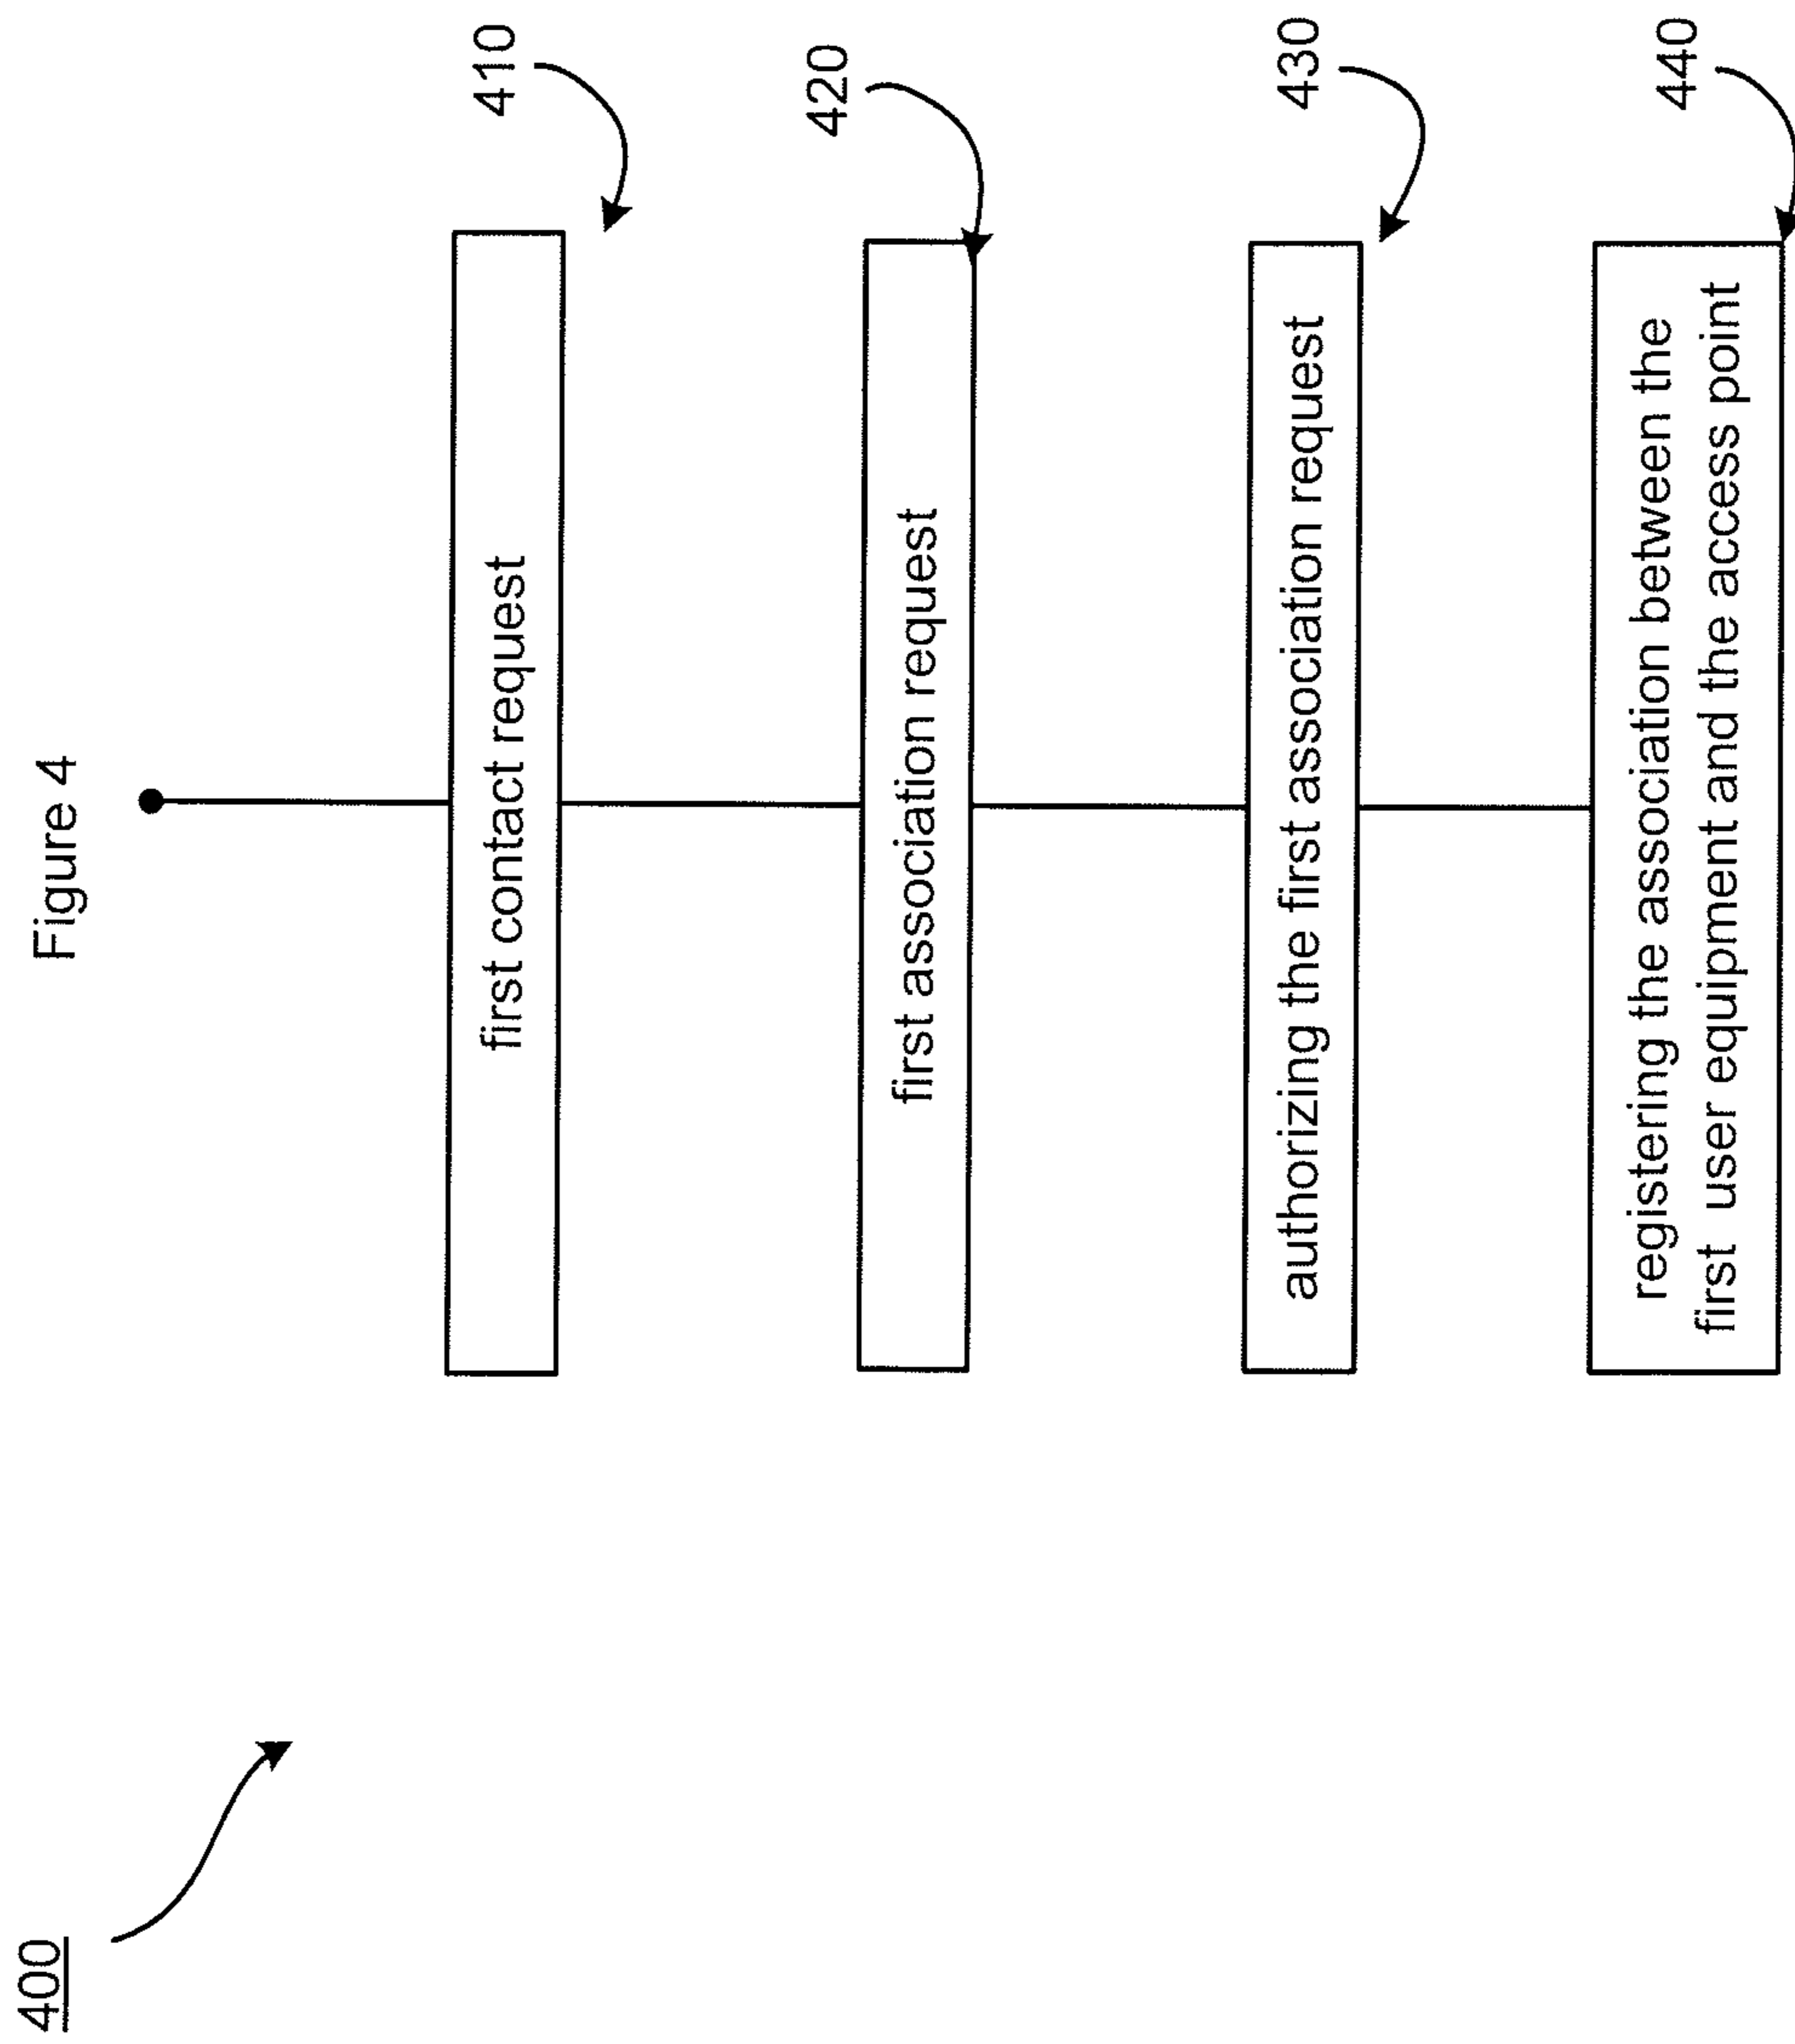 Figure 4
400
410
first contact request
420
first association request
430
authorizing the first association request
440
registering the association between the
first user equipment and the access point